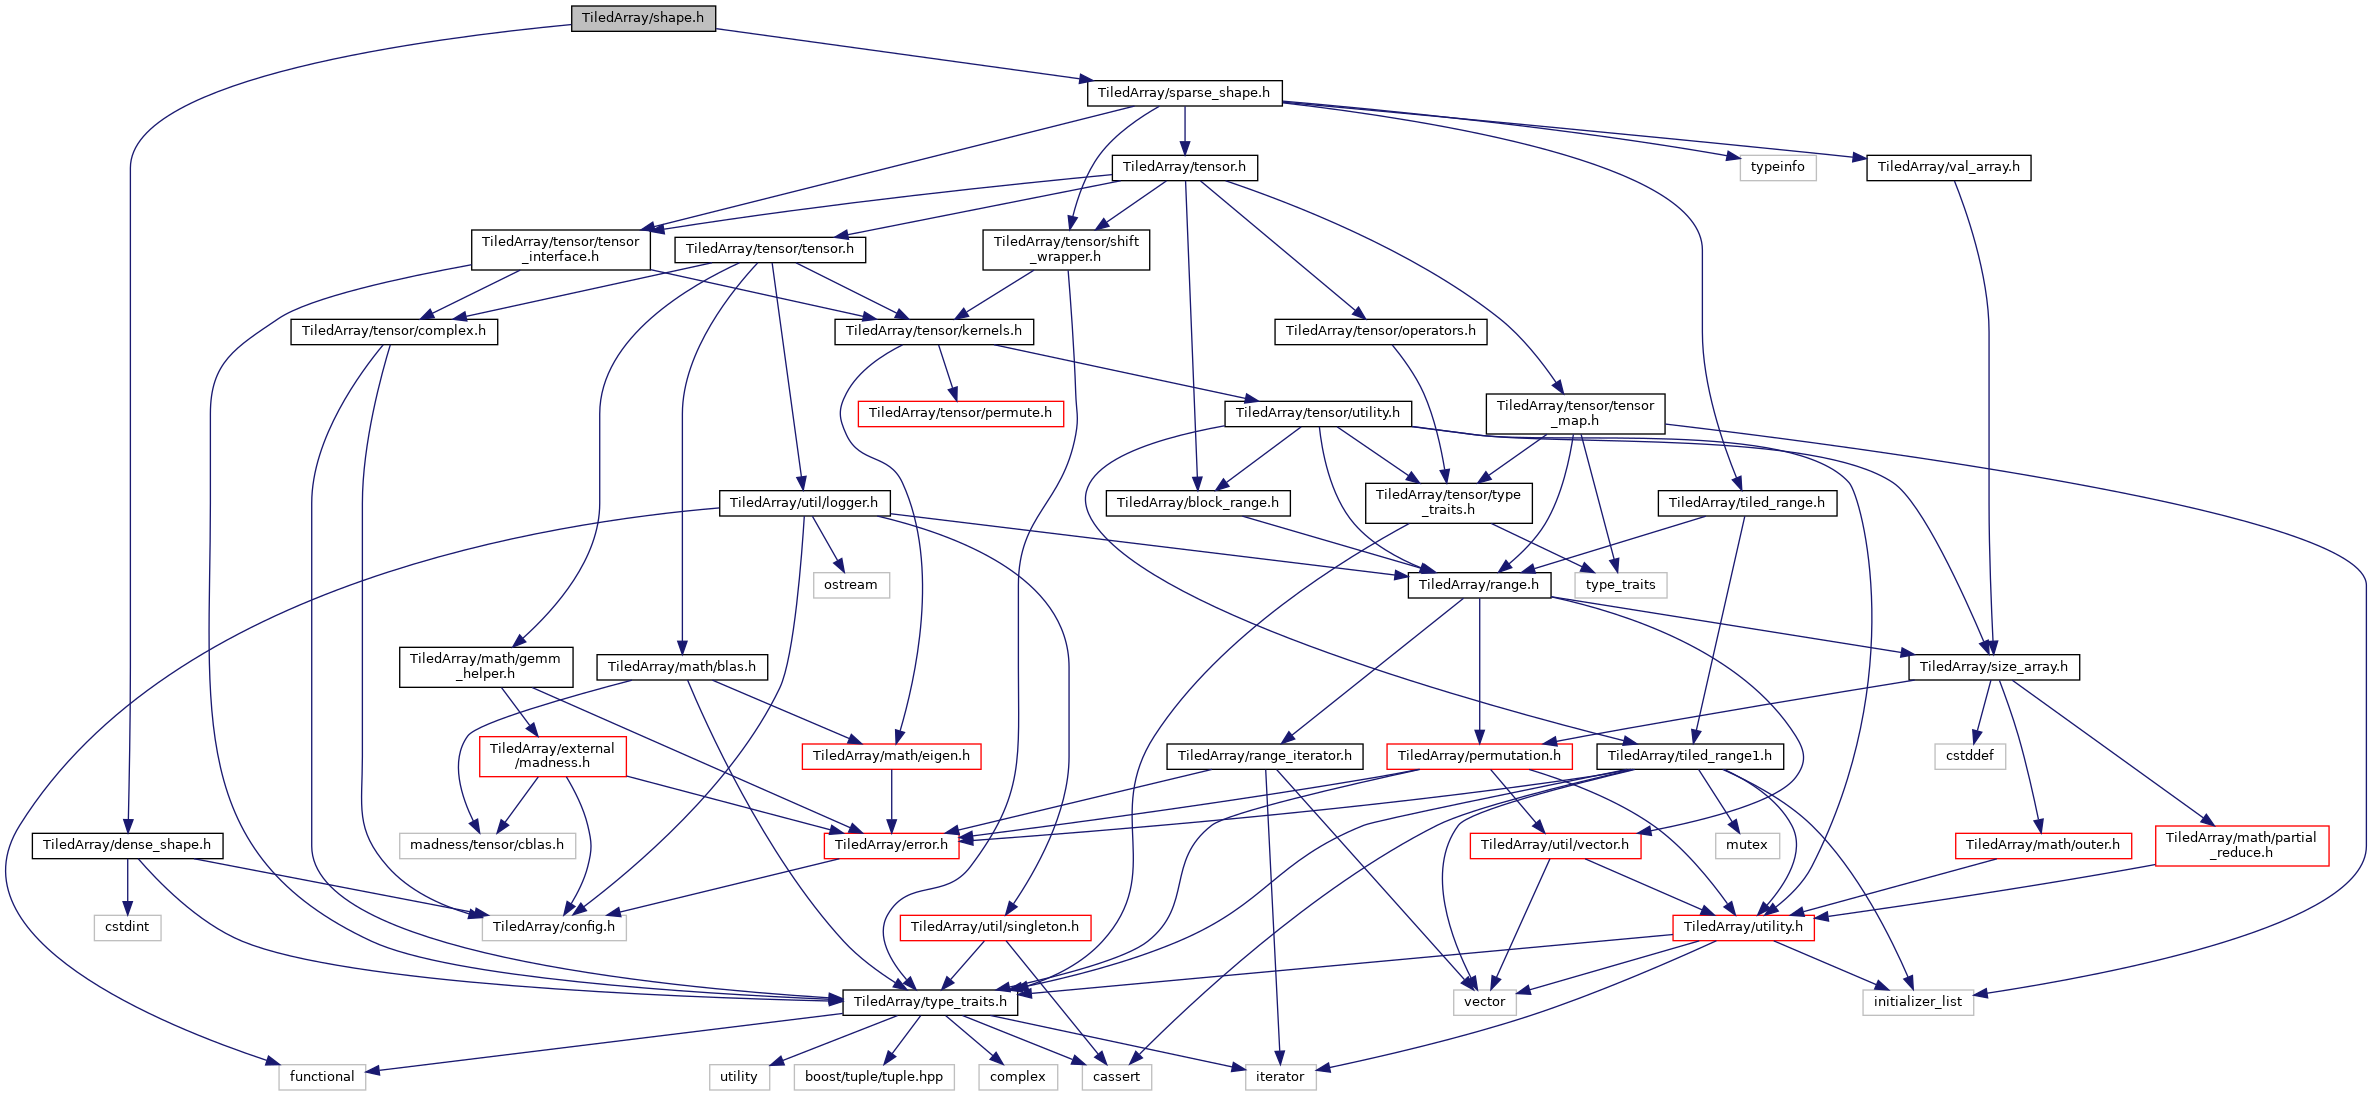 TiledArray/shape.h
TiledArray/sparse_shape.h
TiledArray/tensor.h
typeinfo
TiledArray/val_array.h
TiledArray/tensor/tensor
_interface.h
TiledArray/tensor/tensor.h
TiledArray/tensor/shift
_wrapper.h
TiledArray/tensor/complex.h
TiledArray/tensor/kernels.h
TiledArray/tensor/operators.h
TiledArray/tensor/permute.h
TiledArray/tensor/utility.h
TiledArray/tensor/tensor
_map.h
TiledArray/util/logger.h
TiledArray/block_range.h
TiledArray/tensor/type
_traits.h
TiledArray/tiled_range.h
ostream
TiledArray/range.h
type_traits
TiledArray/math/gemm
_helper.h
TiledArray/math/blas.h
TiledArray/size_array.h
TiledArray/external
/madness.h
TiledArray/math/eigen.h
TiledArray/range_iterator.h
TiledArray/permutation.h
TiledArray/tiled_range1.h
cstddef
TiledArray/dense_shape.h
madness/tensor/cblas.h
TiledArray/error.h
TiledArray/util/vector.h
mutex
TiledArray/math/outer.h
TiledArray/math/partial
_reduce.h
cstdint
TiledArray/config.h
TiledArray/util/singleton.h
TiledArray/utility.h
TiledArray/type_traits.h
vector
initializer_list
functional
utility
boost/tuple/tuple.hpp
complex
cassert
iterator